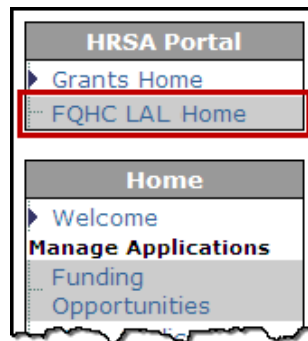 HRSA Portal
Grants Home
FQHC LAL Home
Home
Welcome
Manage Applications
Funding
Opportunities